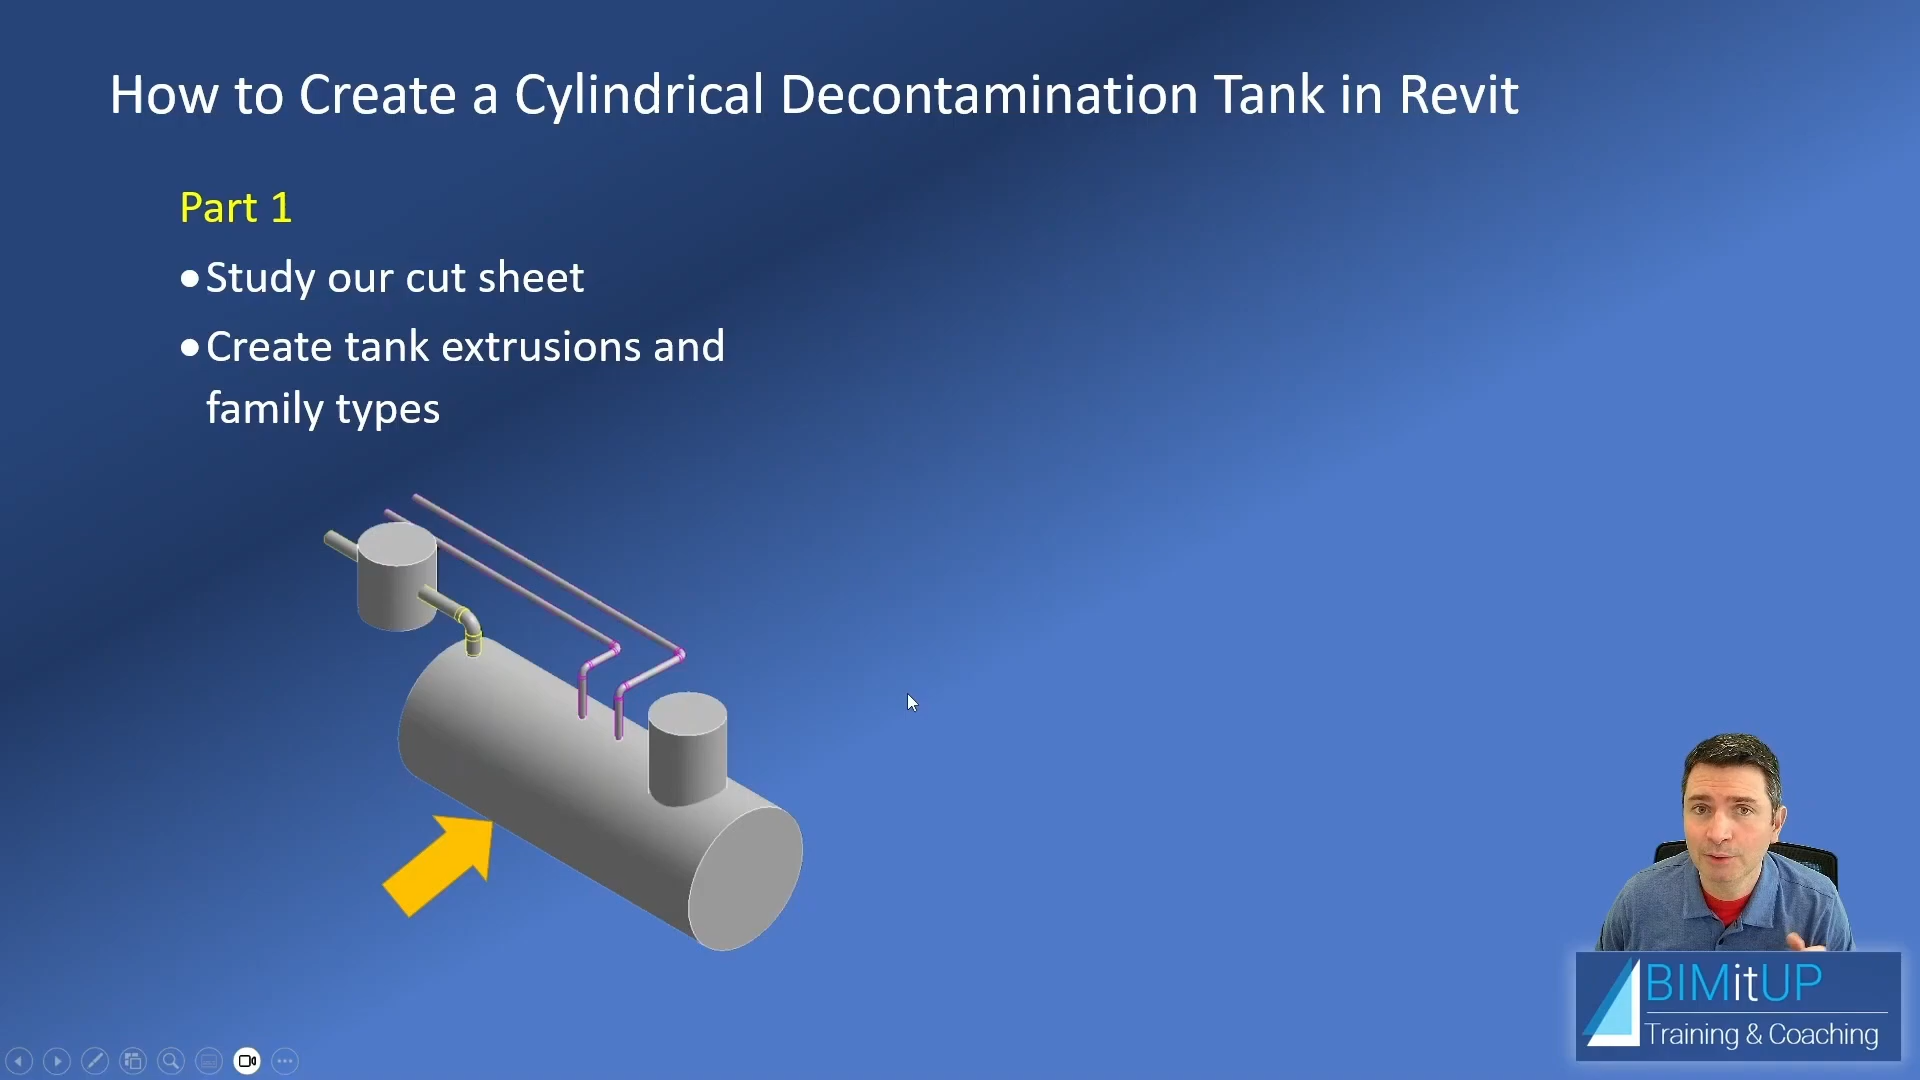 How to Create a Cylindrical Decontamination Tank in Revit
Part 1
•Study our cut sheet
•Create tank extrusions and
family types
BIMitUP
Training & Coaching